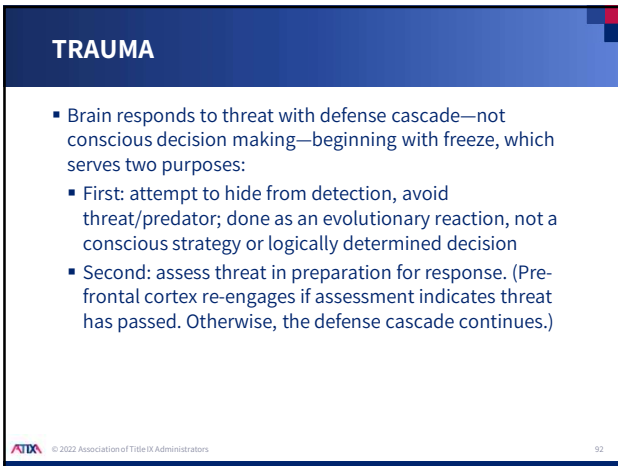 TRAUMA
▪ Brain responds to threat with defense cascade—not
conscious decision making—beginning with freeze, which
serves two purposes:
▪ First: attempt to hide from detection, avoid
threat/predator; done as an evolutionary reaction, not a
conscious strategy or logically determined decision
▪ Second: assess threat in preparation for response. (Pre-
frontal cortex re-engages if assessment indicates threat
has passed. Otherwise, the defense cascade continues.)
ATIXA © 2022 Association of Title IX Administrators 92